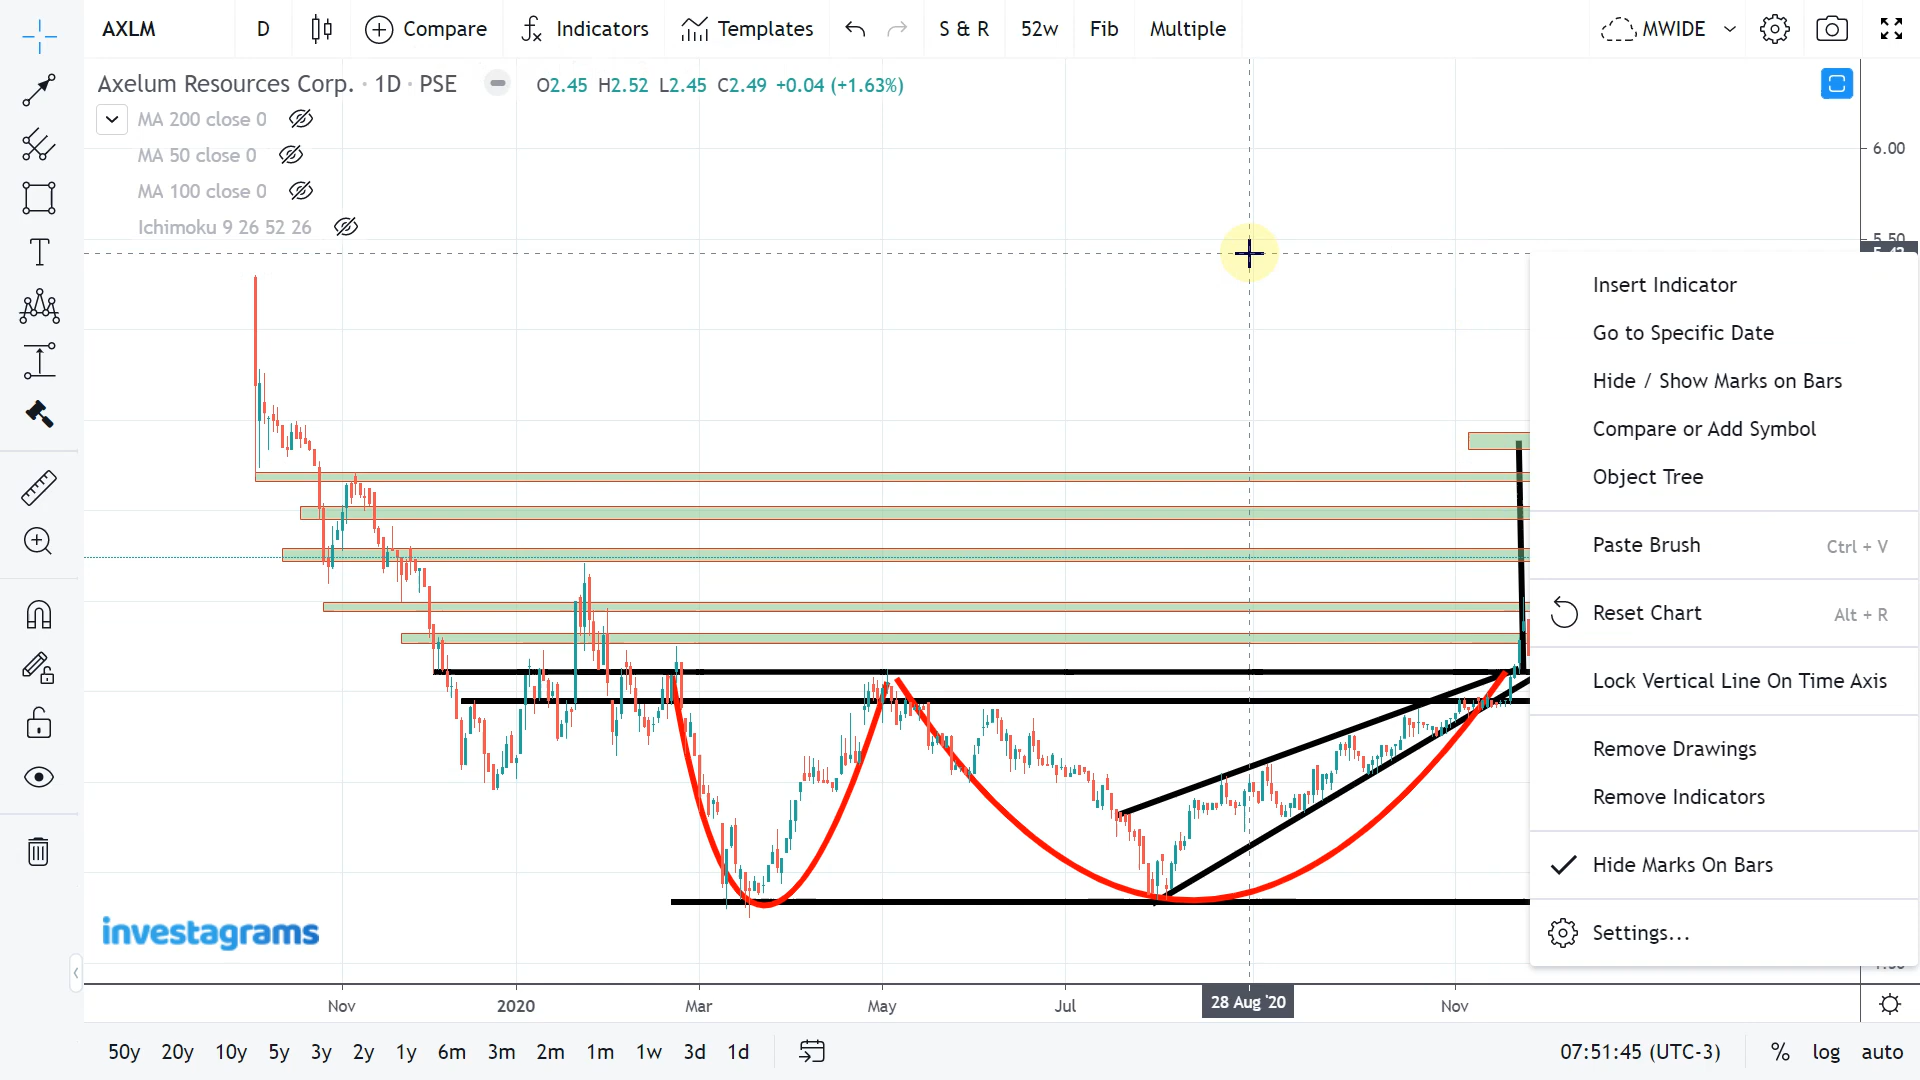 AXLM
D
Compare
Indicators
Templates
S & R
52w
Fib
Multiple
MWIDE
Axelum Resources Corp. · 1D · PSE
O2.45 H2.52 L2.45 C2.49 +0.04 (+1.63%)
MA 200 close 0
MA 50 close 0
MA 100 close 0
Ichimoku 9 26 52 26
6.00
5.50
Insert Indicator
Go to Specific Date
Hide / Show Marks on Bars
Compare or Add Symbol
Object Tree
Paste Brush Ctrl + V
Reset Chart Alt + R
Lock Vertical Line On Time Axis
Remove Drawings
Remove Indicators
Hide Marks On Bars
Settings...
investagrams
Nov 2020 Mar May Jul 28 Aug '20 Nov
50y 20y 10y 5y 3y 2y 1y 6m 3m 2m 1m 1w 3d 1d
07:51:45 (UTC-3) % log auto